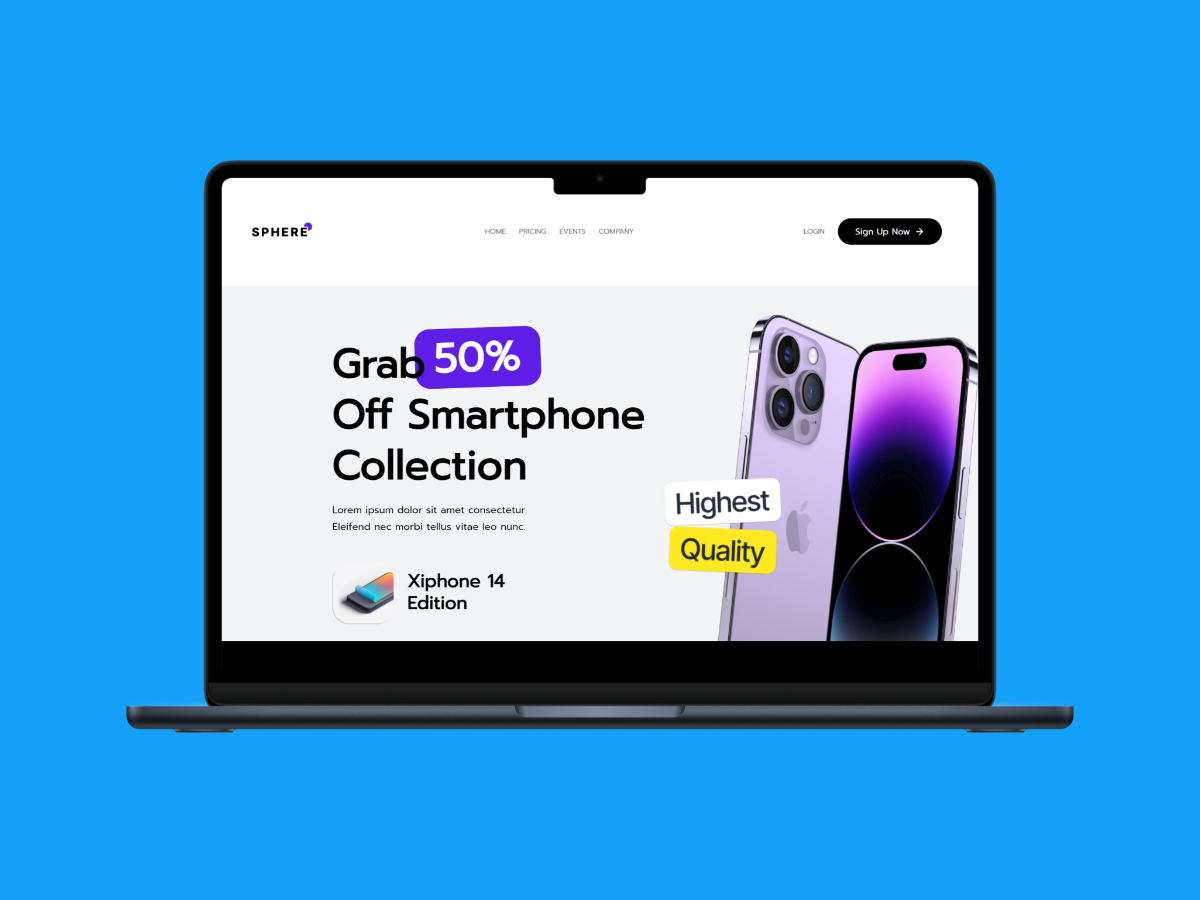 SPHERE
HOME PRICING EVENTS COMPANY
LOGIN
Sign Up Now
Grab 50%
Off Smartphone
Collection
Lorem ipsum dolor sit amet consectetur.
Eleifend nec morbi tellus vitae leo nunc.
Xiphone 14
Edition
Highest
Quality